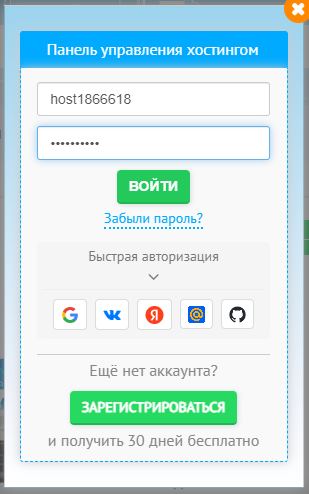 Панель управления хостингом
host1866618
••••••••••
ВОЙТИ
Забыли пароль?
Быстрая авторизация
Ещё нет аккаунта?
ЗАРЕГИСТРИРОВАТЬСЯ
и получить 30 дней бесплатно